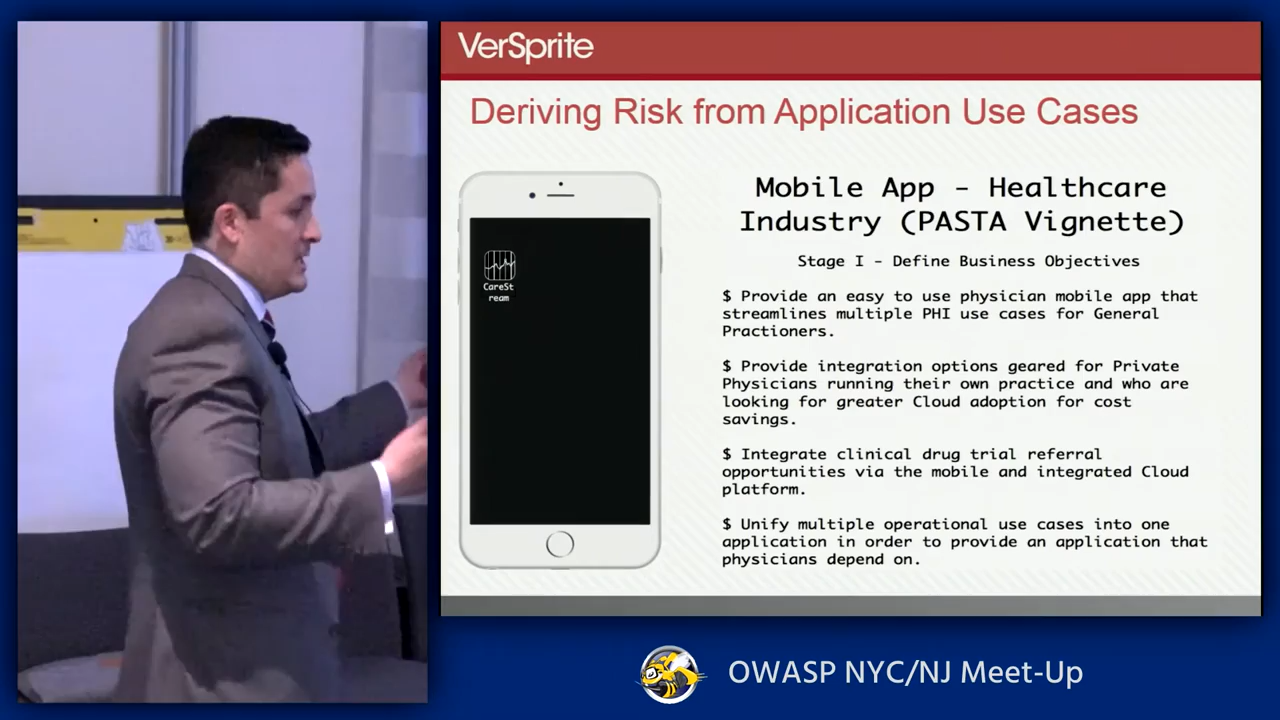 VerSprite
Deriving Risk from Application Use Cases
CareSt
ream
Mobile App - Healthcare
Industry (PASTA Vignette)
Stage I - Define Business Objectives
$ Provide an easy to use physician mobile app that
streamlines multiple PHI use cases for General
Practioners.
$ Provide integration options geared for Private
Physicians running their own practice and who are
looking for greater Cloud adoption for cost
savings.
$ Integrate clinical drug trial referral
opportunities via the mobile and integrated Cloud
platform.
$ Unify multiple operational use cases into one
application in order to provide an application that
physicians depend on.
OWASP NYC/NJ Meet-Up